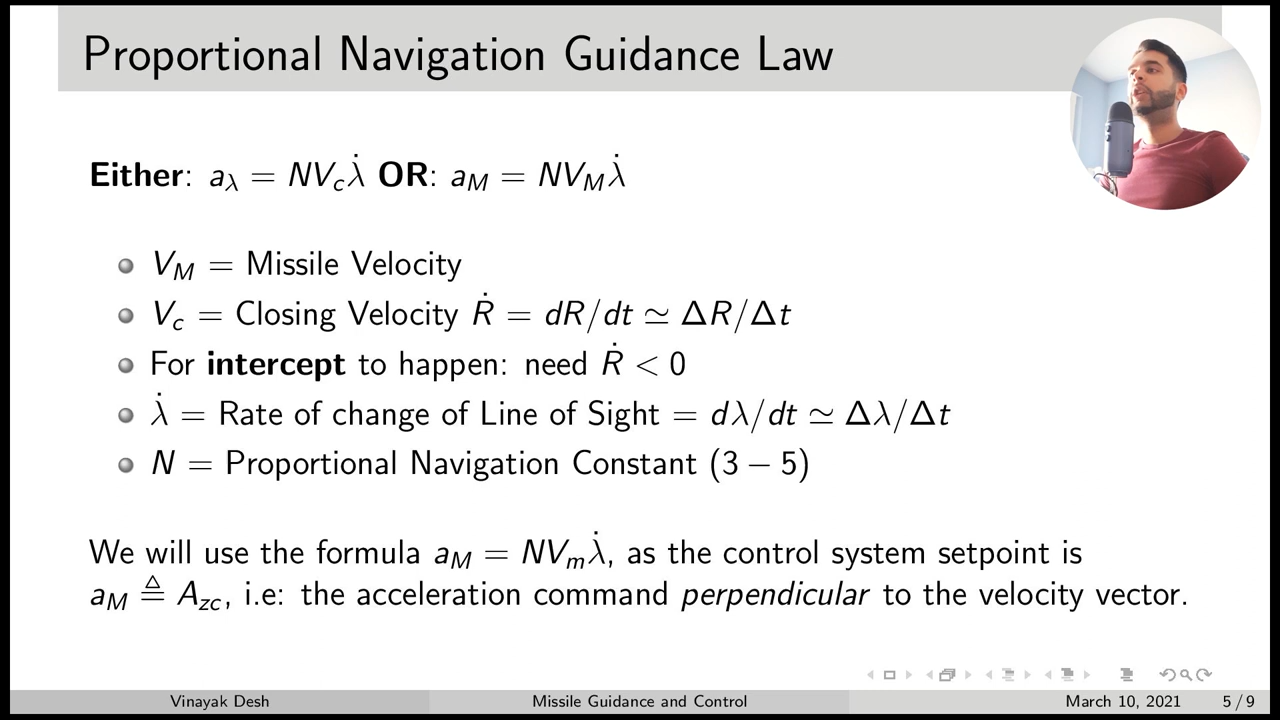 Proportional Navigation Guidance Law
Either: a_λ = NV_c λ̇ OR: a_M = NV_M λ̇
V_M = Missile Velocity
V_c = Closing Velocity Ṙ = dR/dt ≃ ΔR/Δt
For intercept to happen: need Ṙ < 0
λ̇ = Rate of change of Line of Sight = dλ/dt ≃ Δλ/Δt
N = Proportional Navigation Constant (3 − 5)
We will use the formula a_M = NV_m λ̇, as the control system setpoint is
a_M ≜ A_zc, i.e: the acceleration command perpendicular to the velocity vector.
Vinayak Desh Missile Guidance and Control March 10, 2021 5 / 9